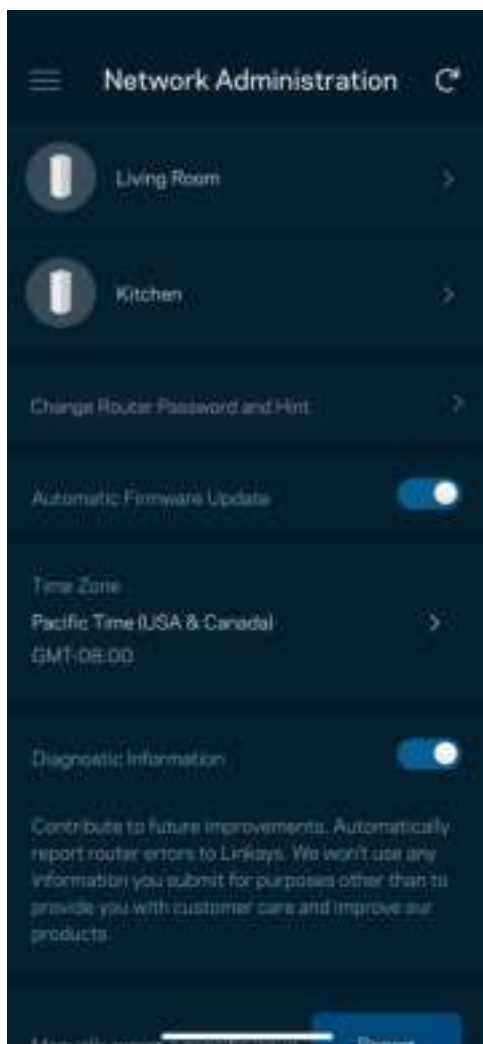 Network Administration
Living Room
Kitchen
Change Router Password and Hint
Automatic Firmware Update
Time Zone
Pacific Time (USA & Canada)
GMT-08:00
Diagnostic Information
Contribute to future improvements. Automatically
report router errors to Linksys. We won't use any
information you submit for purposes other than to
provide you with customer care and improve our
products.